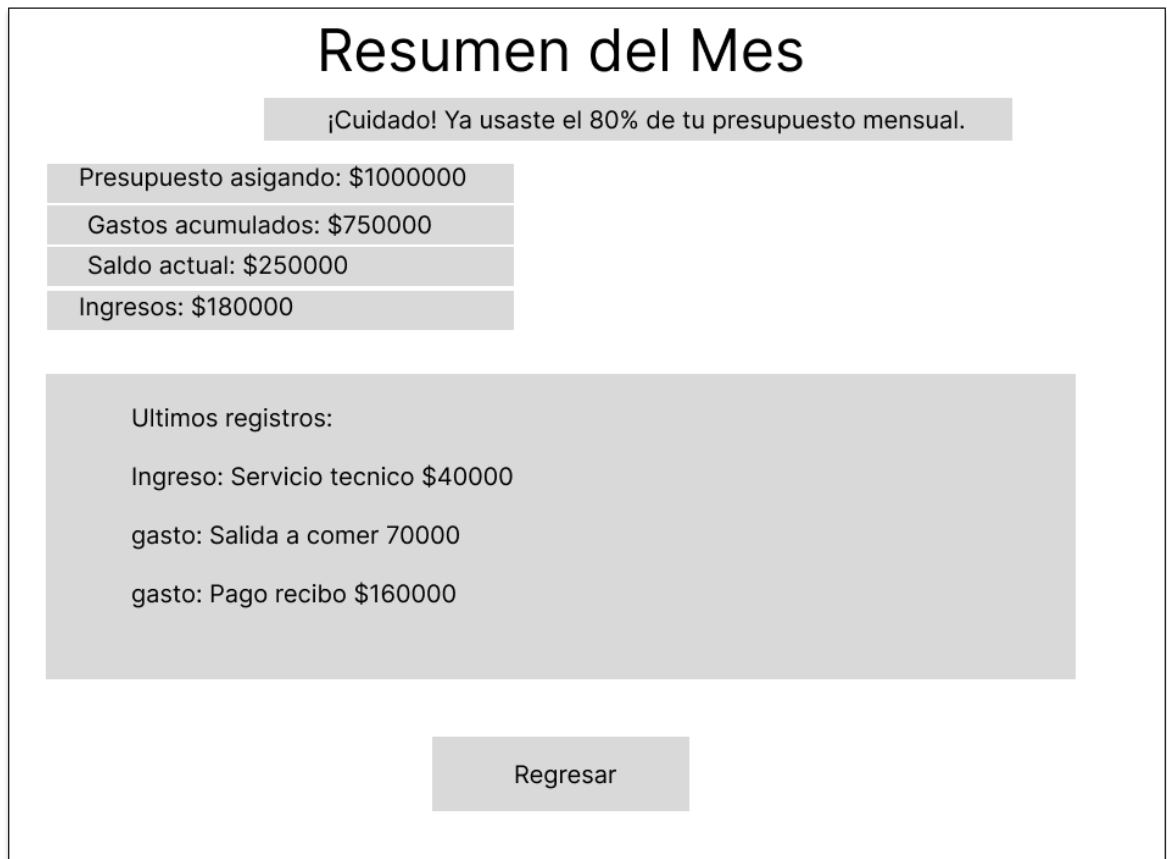 Resumen del Mes
¡Cuidado! Ya usaste el 80% de tu presupuesto mensual.
Presupuesto asigando: $1000000
Gastos acumulados: $750000
Saldo actual: $250000
Ingresos: $180000
Ultimos registros:
Ingreso: Servicio tecnico $40000
gasto: Salida a comer 70000
gasto: Pago recibo $160000
Regresar